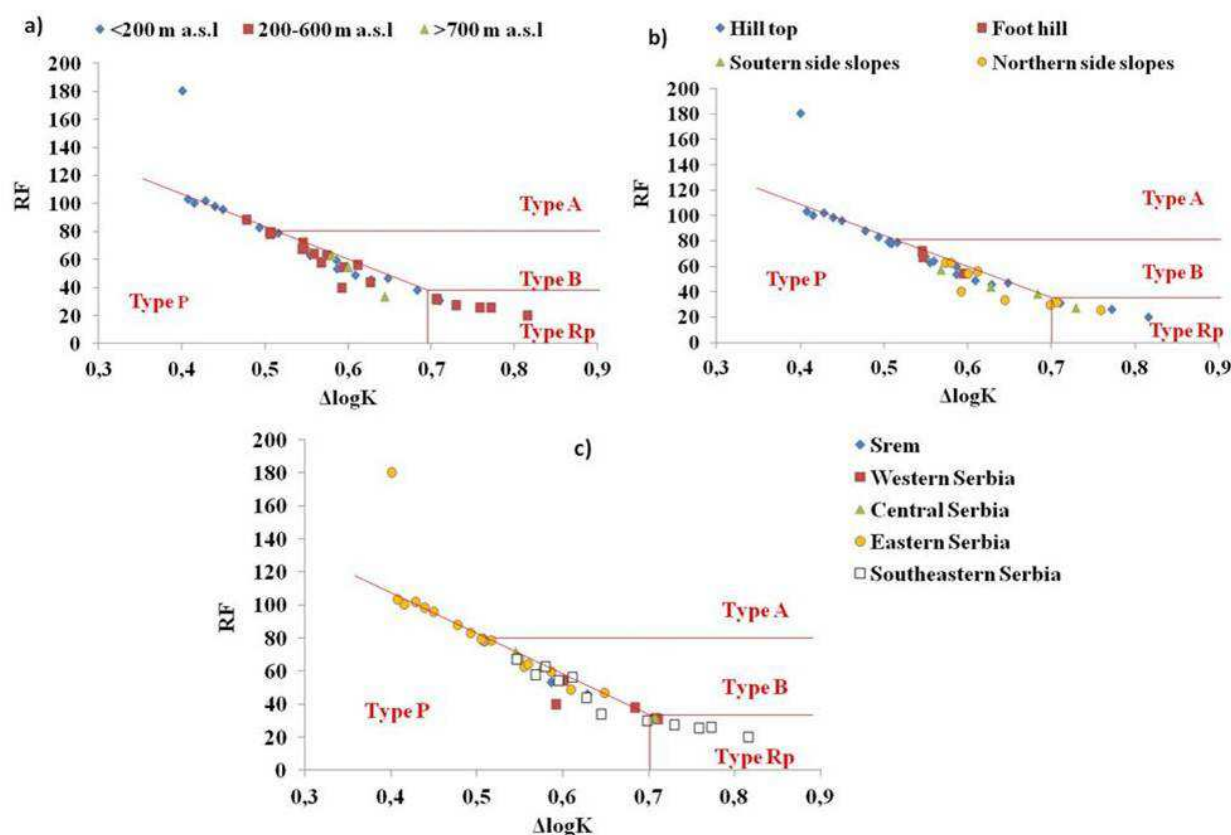 a)
<200 m a.s.l 200-600 m a.s.l >700 m a.s.l
200
180
160
140
120
100
80
60
40
20
0
RF
Type A
Type B
Type P
Type Rp
0,3 0,4 0,5 0,6 0,7 0,8 0,9
ΔlogK
b)
Hill top Foot hill
Soutern side slopes Northern side slopes
200
180
160
140
120
100
80
60
40
20
0
RF
Type A
Type B
Type P
Type Rp
0,3 0,4 0,5 0,6 0,7 0,8 0,9
ΔlogK
c)
Srem
Western Serbia
Central Serbia
Eastern Serbia
Southeastern Serbia
200
180
160
140
120
100
80
60
40
20
0
RF
Type A
Type B
Type P
Type Rp
0,3 0,4 0,5 0,6 0,7 0,8 0,9
ΔlogK